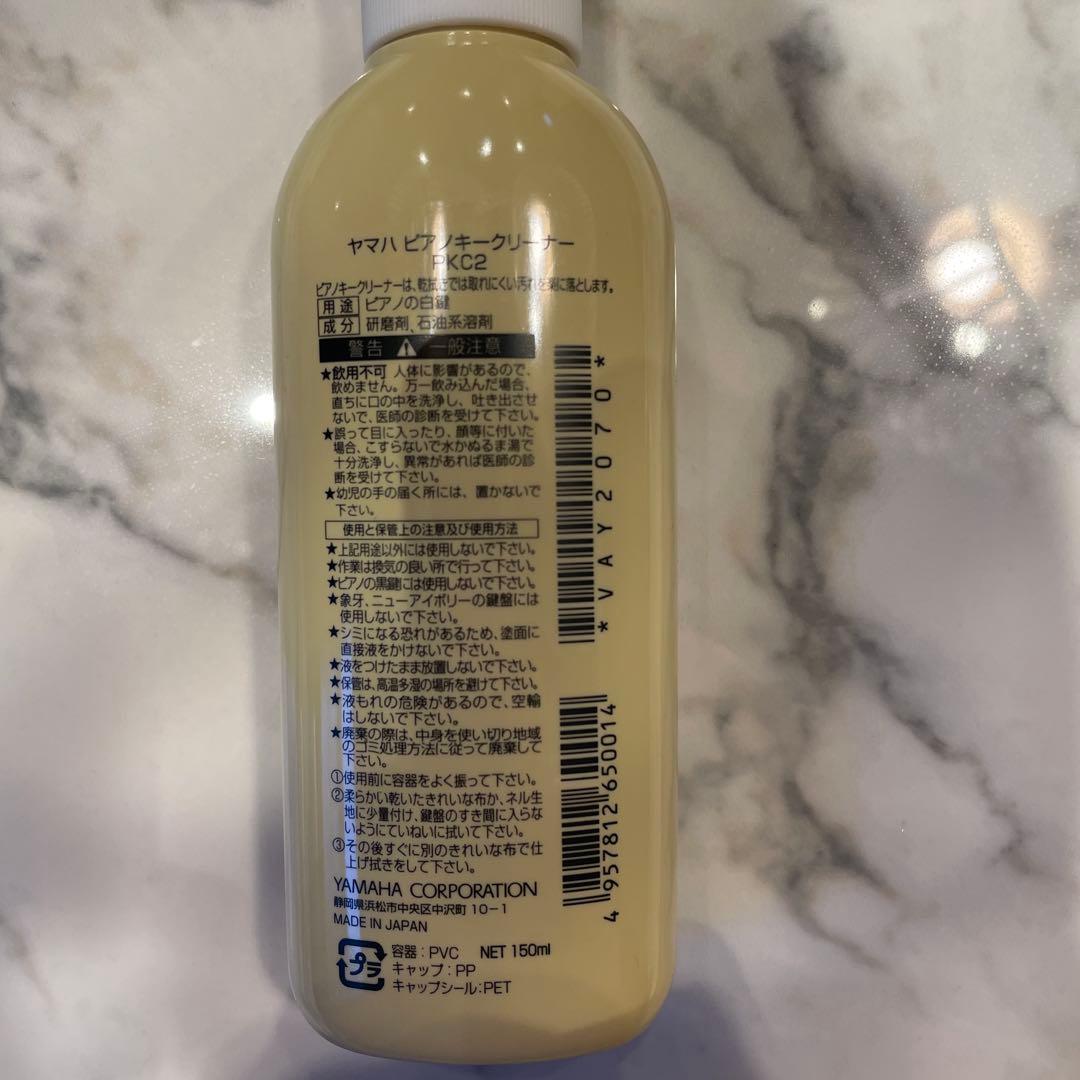 ヤマハ ピアノキークリーナー
PKC2
ピアノキークリーナーは、乾拭きでは取れにくい汚れを楽に落とします。
用途 ピアノの白鍵
成分 研磨剤、石油系溶剤
警告 ⚠ 一般注意
★飲用不可 人体に影響があるので、
飲めません。万一飲み込んだ場合、
直ちに口の中を洗浄し、吐き出させ
ないで、医師の診断を受けて下さい。
★誤って目に入ったり、顔等に付いた
場合、こすらないで水かぬるま湯で
十分洗浄し、異常があれば医師の診
断を受けて下さい。
★幼児の手の届く所には、置かないで
下さい。
使用と保管上の注意及び使用方法
★上記用途以外には使用しないで下さい。
★作業は換気の良い所で行って下さい。
★ピアノの黒鍵には使用しないで下さい。
★象牙、ニューアイボリーの鍵盤には
使用しないで下さい。
★シミになる恐れがあるため、塗面に
直接液をかけないで下さい。
★液をつけたまま放置しないで下さい。
★保管は、高温多湿の場所を避けて下さい。
★液もれの危険があるので、空輸
はしないで下さい。
★廃棄の際は、中身を使い切り地域
のゴミ処理方法に従って廃棄して
下さい。
①使用前に容器をよく振って下さい。
②柔らかい乾いたきれいな布か、ネル生
地に少量付け、鍵盤のすき間に入らな
いようにていねいに拭いて下さい。
③その後すぐに別のきれいな布で仕
上げ拭きをして下さい。
YAMAHA CORPORATION
静岡県浜松市中央区中沢町10-1
MADE IN JAPAN
プラ
容器:PVC NET 150ml
キャップ:PP
キャップシール:PET
*VAY2070*
4957812650014